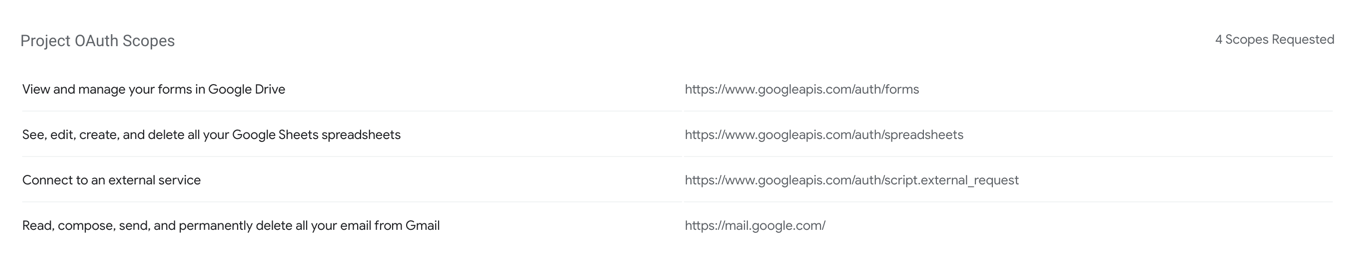 Project OAuth Scopes 4 Scopes Requested
View and manage your forms in Google Drive https://www.googleapis.com/auth/forms
See, edit, create, and delete all your Google Sheets spreadsheets https://www.googleapis.com/auth/spreadsheets
Connect to an external service https://www.googleapis.com/auth/script.external_request
Read, compose, send, and permanently delete all your email from Gmail https://mail.google.com/